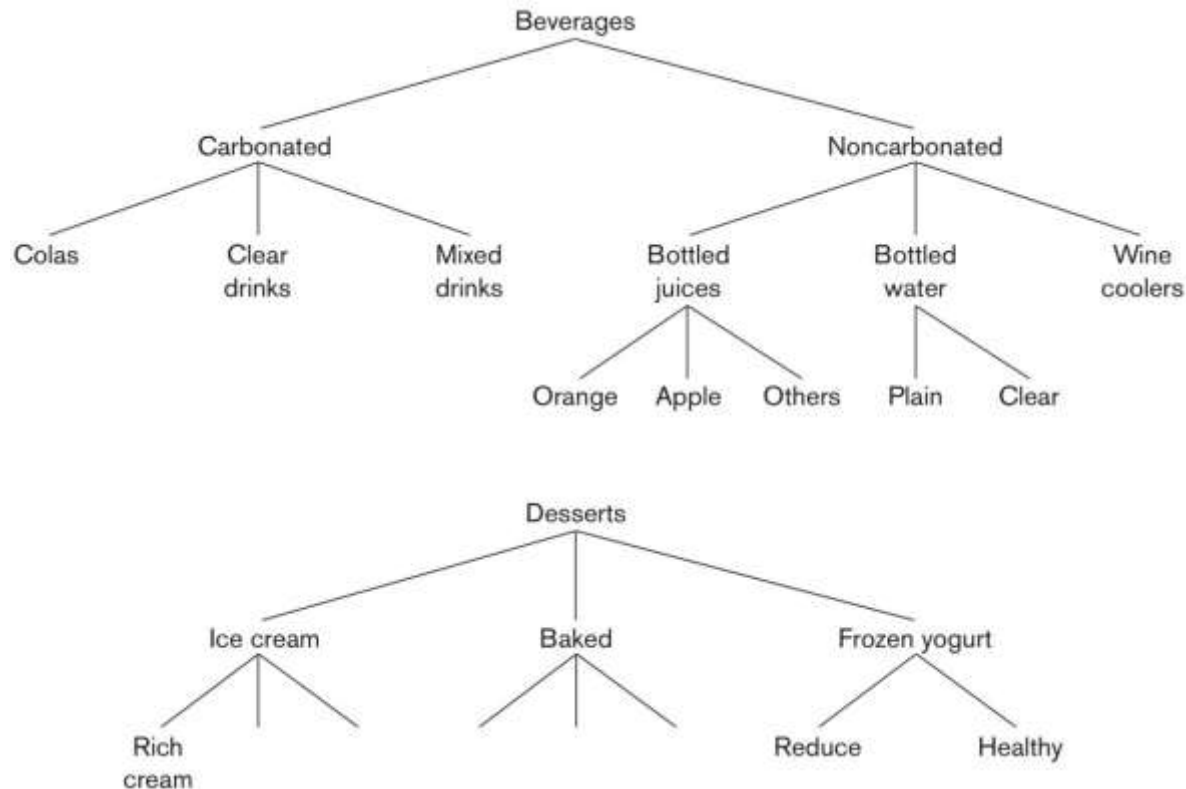 Beverages
Carbonated
Noncarbonated
Colas
Clear
drinks
Mixed
drinks
Bottled
juices
Bottled
water
Wine
coolers
Orange
Apple
Others
Plain
Clear
Desserts
Ice cream
Baked
Frozen yogurt
Rich
cream
Reduce
Healthy